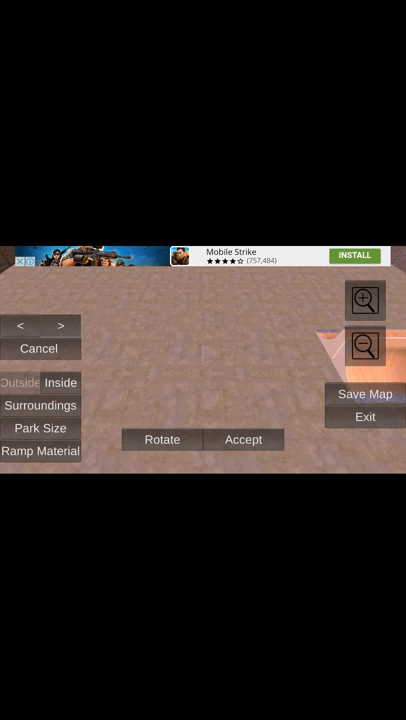 Mobile Strike
(757,484)
INSTALL
< >
Cancel
Outside Inside
Surroundings
Park Size
Ramp Material
Rotate Accept
Save Map
Exit